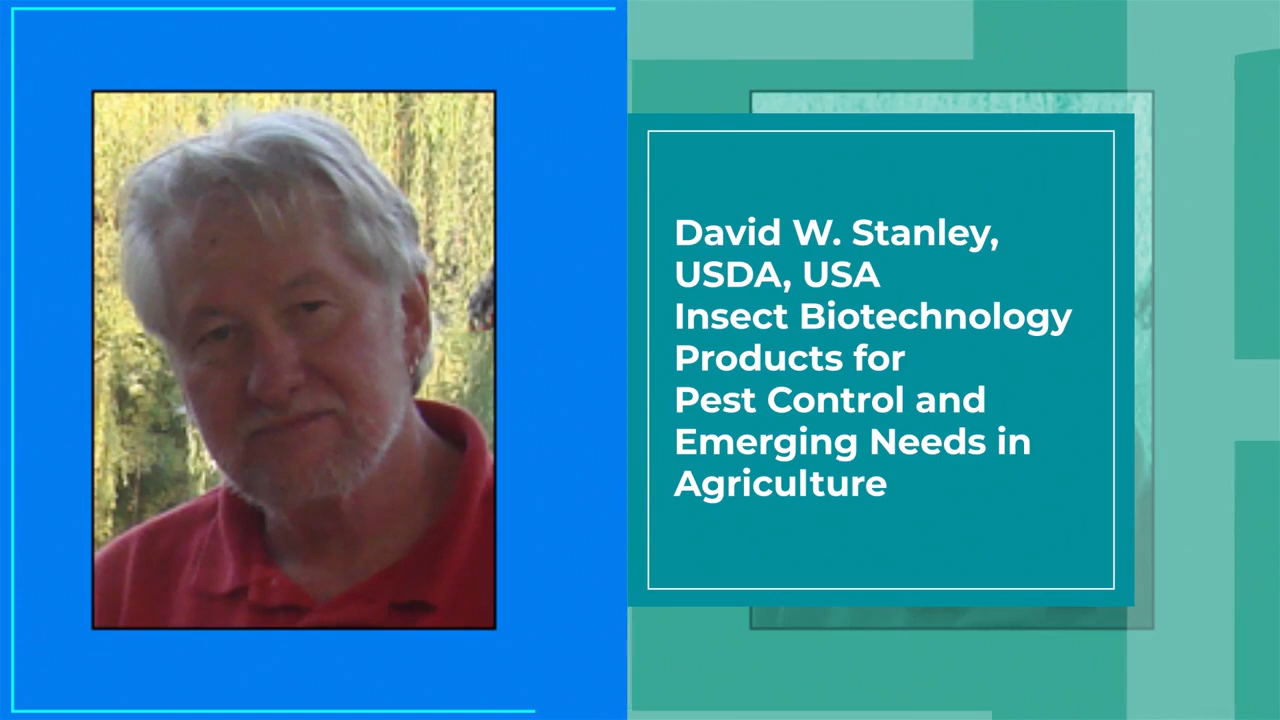 David W. Stanley,
USDA, USA
Insect Biotechnology
Products for
Pest Control and
Emerging Needs in
Agriculture